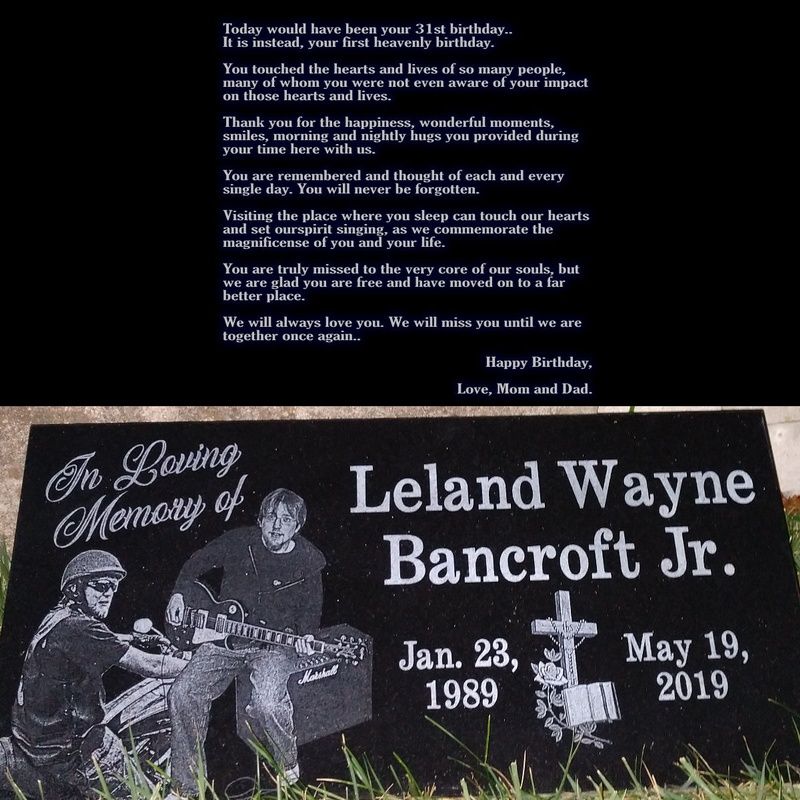 Today would have been your 31st birthday..
It is instead, your first heavenly birthday.
You touched the hearts and lives of so many people,
many of whom you were not even aware of your impact
on those hearts and lives.
Thank you for the happiness, wonderful moments,
smiles, morning and nightly hugs you provided during
your time here with us.
You are remembered and thought of each and every
single day. You will never be forgotten.
Visiting the place where you sleep can touch our hearts
and set ourspirit singing, as we commemorate the
magnificense of you and your life.
You are truly missed to the very core of our souls, but
we are glad you are free and have moved on to a far
better place.
We will always love you. We will miss you until we are
together once again..
Happy Birthday,
Love, Mom and Dad.
In Loving
Memory of
Leland Wayne
Bancroft Jr.
Jan. 23,
1989
May 19,
2019
Marshall